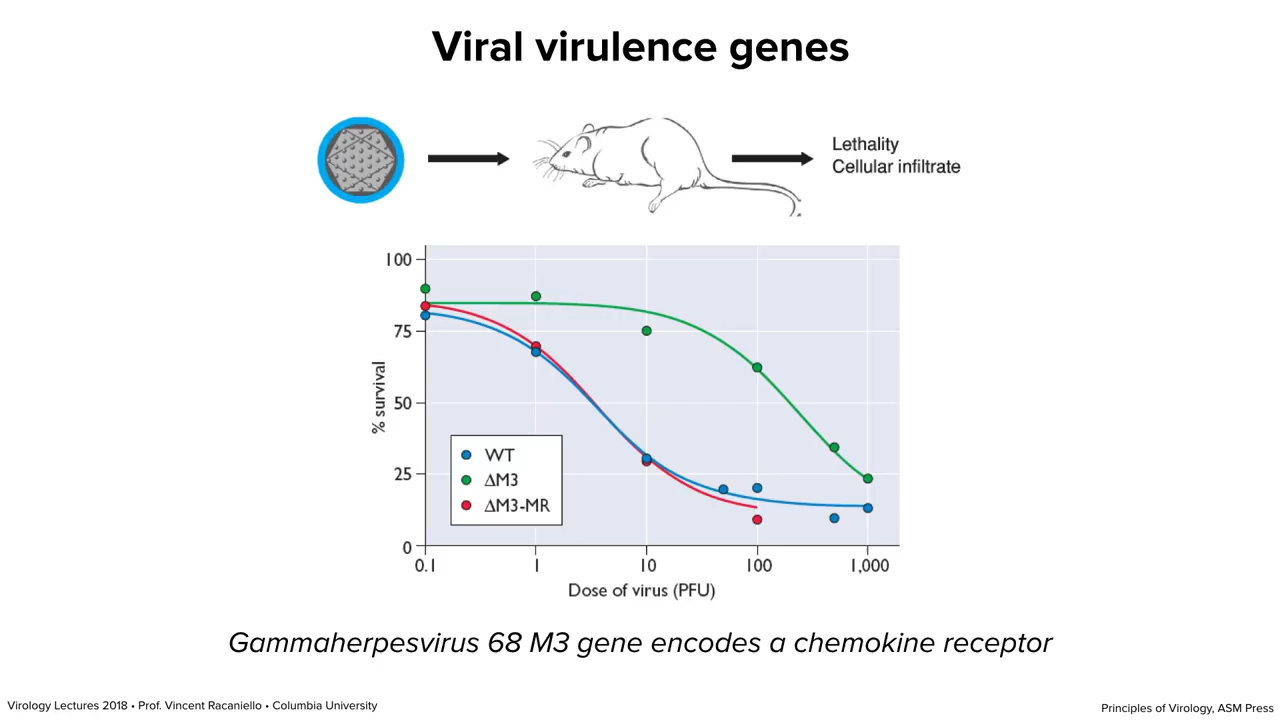 Viral virulence genes
Lethality
Cellular infiltrate
100
75
50
25
0
% survival
WT
ΔM3
ΔM3-MR
0.1 1 10 100 1,000
Dose of virus (PFU)
Gammaherpesvirus 68 M3 gene encodes a chemokine receptor
Virology Lectures 2018 • Prof. Vincent Racaniello • Columbia University
Principles of Virology, ASM Press